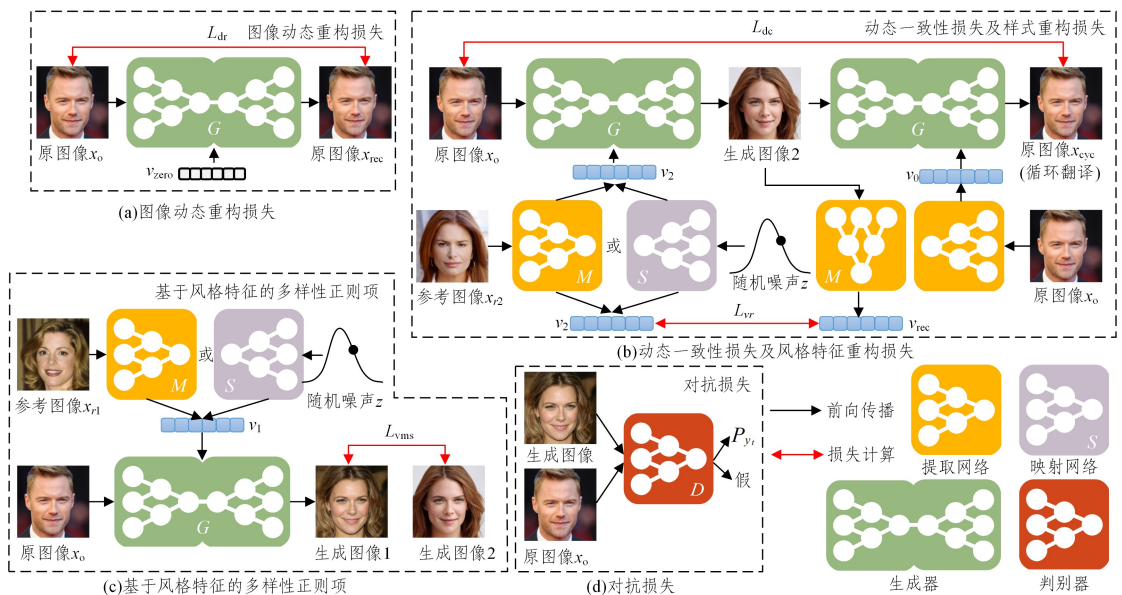 L_dr
图像动态重构损失
G
原图像x_o
原图像x_rec
v_zero
(a)图像动态重构损失
L_dc
动态一致性损失及样式重构损失
G
G
原图像x_o
生成图像2
原图像x_cyc
(循环翻译)
v_2
v_0
或
M
S
M
参考图像x_r2
随机噪声z
原图像x_o
v_2
L_vr
v_rec
(b)动态一致性损失及风格特征重构损失
基于风格特征的多样性正则项
或
M
S
参考图像x_r1
随机噪声z
v_1
L_vms
G
原图像x_o
生成图像1
生成图像2
(c)基于风格特征的多样性正则项
对抗损失
生成图像
P_y_t
D
假
原图像x_o
(d)对抗损失
前向传播
损失计算
提取网络
S
映射网络
生成器
判别器